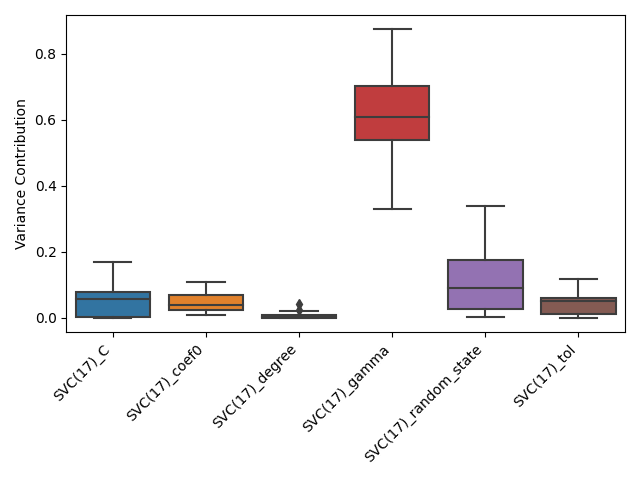 Variance Contribution
0.8
0.6
0.4
0.2
0.0
SVC(17)_C
SVC(17)_coef0
SVC(17)_degree
SVC(17)_gamma
SVC(17)_random_state
SVC(17)_tol